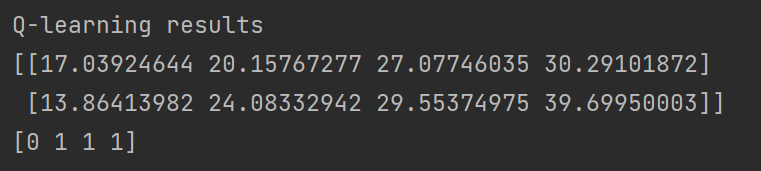 Q-learning results
[[17.03924644 20.15767277 27.07746035 30.29101872]
 [13.86413982 24.08332942 29.55374975 39.69950003]]
[0 1 1 1]